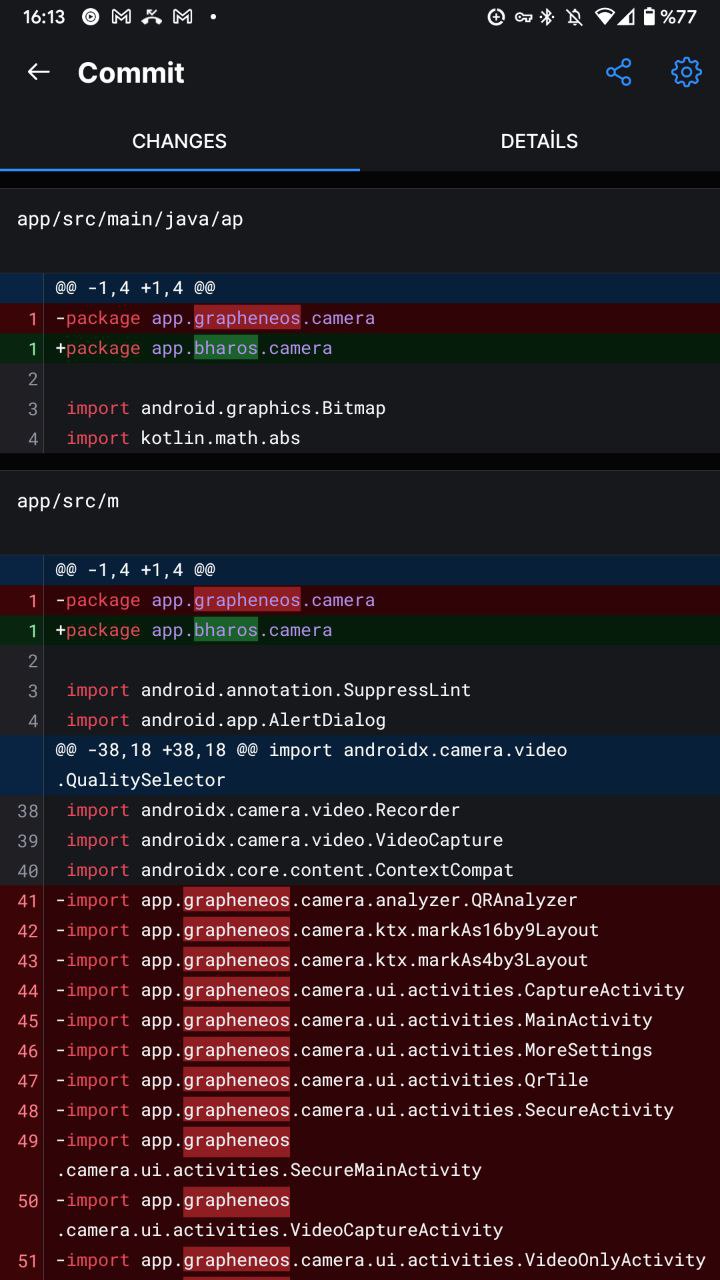 16:13 %77
Commit
CHANGES DETAİLS
app/src/main/java/ap
@@ -1,4 +1,4 @@
1 -package app.grapheneos.camera
1 +package app.bharos.camera
2
3 import android.graphics.Bitmap
4 import kotlin.math.abs
app/src/m
@@ -1,4 +1,4 @@
1 -package app.grapheneos.camera
1 +package app.bharos.camera
2
3 import android.annotation.SuppressLint
4 import android.app.AlertDialog
@@ -38,18 +38,18 @@ import androidx.camera.video
.QualitySelector
38 import androidx.camera.video.Recorder
39 import androidx.camera.video.VideoCapture
40 import androidx.core.content.ContextCompat
41 -import app.grapheneos.camera.analyzer.QRAnalyzer
42 -import app.grapheneos.camera.ktx.markAs16by9Layout
43 -import app.grapheneos.camera.ktx.markAs4by3Layout
44 -import app.grapheneos.camera.ui.activities.CaptureActivity
45 -import app.grapheneos.camera.ui.activities.MainActivity
46 -import app.grapheneos.camera.ui.activities.MoreSettings
47 -import app.grapheneos.camera.ui.activities.QrTile
48 -import app.grapheneos.camera.ui.activities.SecureActivity
49 -import app.grapheneos
.camera.ui.activities.SecureMainActivity
50 -import app.grapheneos
.camera.ui.activities.VideoCaptureActivity
51 -import app.grapheneos.camera.ui.activities.VideoOnlyActivity